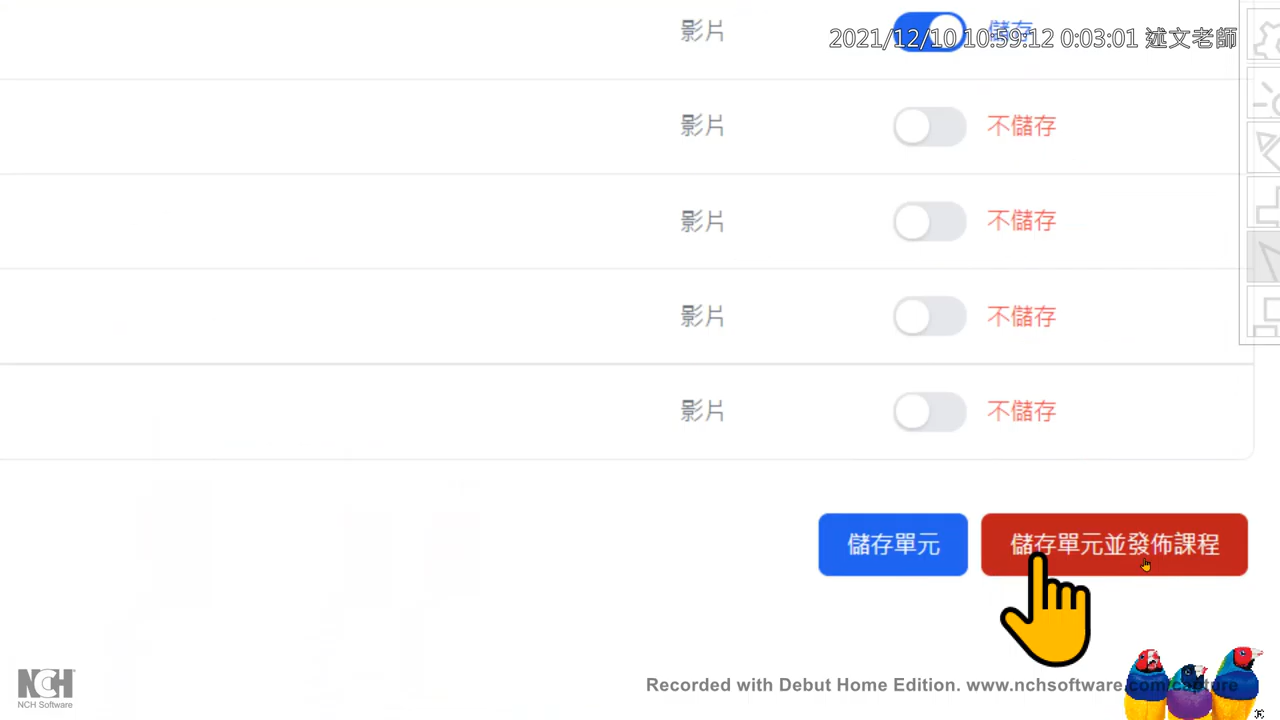 影片 儲存
2021/12/10 10:59:12 0:03:01 述文老師
影片 不儲存
影片 不儲存
影片 不儲存
影片 不儲存
儲存單元 儲存單元並發佈課程
NCH
NCH Software
Recorded with Debut Home Edition. www.nchsoftware.com/capture